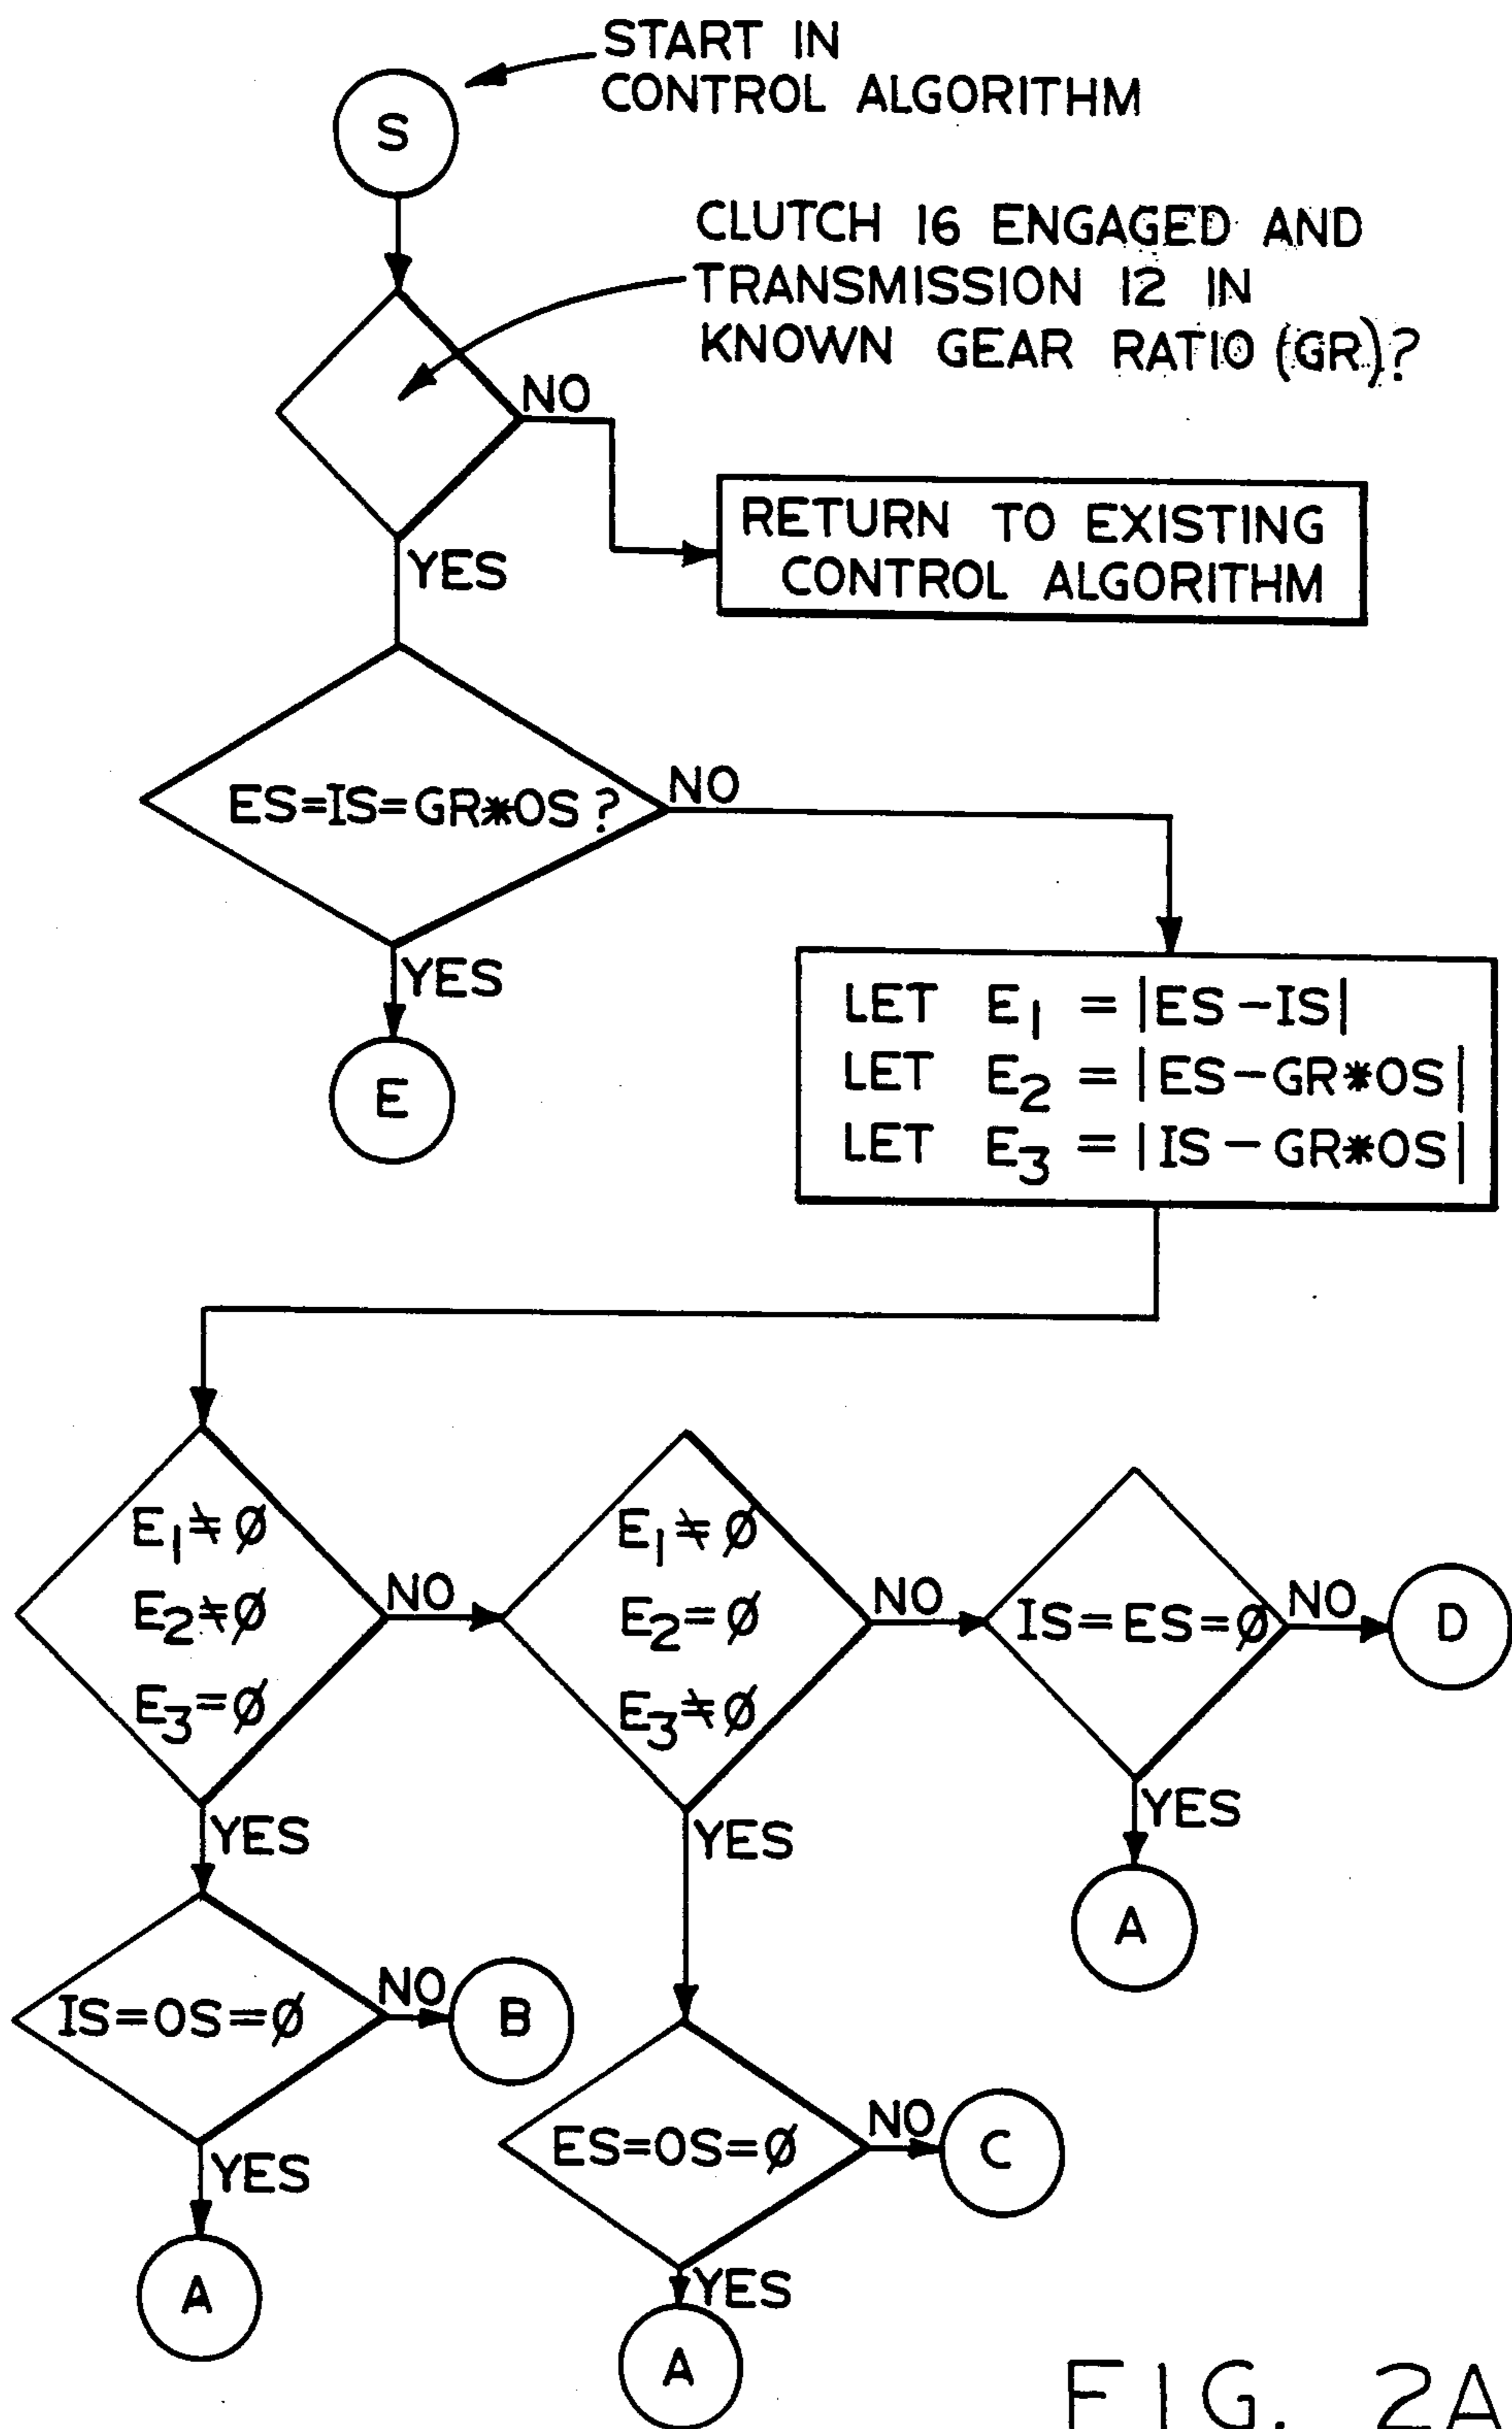 START IN
CONTROL ALGORITHM
S
CLUTCH 16 ENGAGED AND
TRANSMISSION 12 IN
KNOWN GEAR RATIO (GR)?
NO
RETURN TO EXISTING
CONTROL ALGORITHM
YES
ES=IS=GR*OS?
NO
YES
E
LET E1 = |ES-IS|
LET E2 = |ES-GR*OS|
LET E3 = |IS-GR*OS|
E1≠Ø
E2≠Ø
E3=Ø
NO
E1≠Ø
E2=Ø
E3≠Ø
NO
IS=ES=Ø
NO
D
YES
YES
YES
A
IS=OS=Ø
NO
B
ES=OS=Ø
NO
C
YES
A
YES
A
FIG. 2A